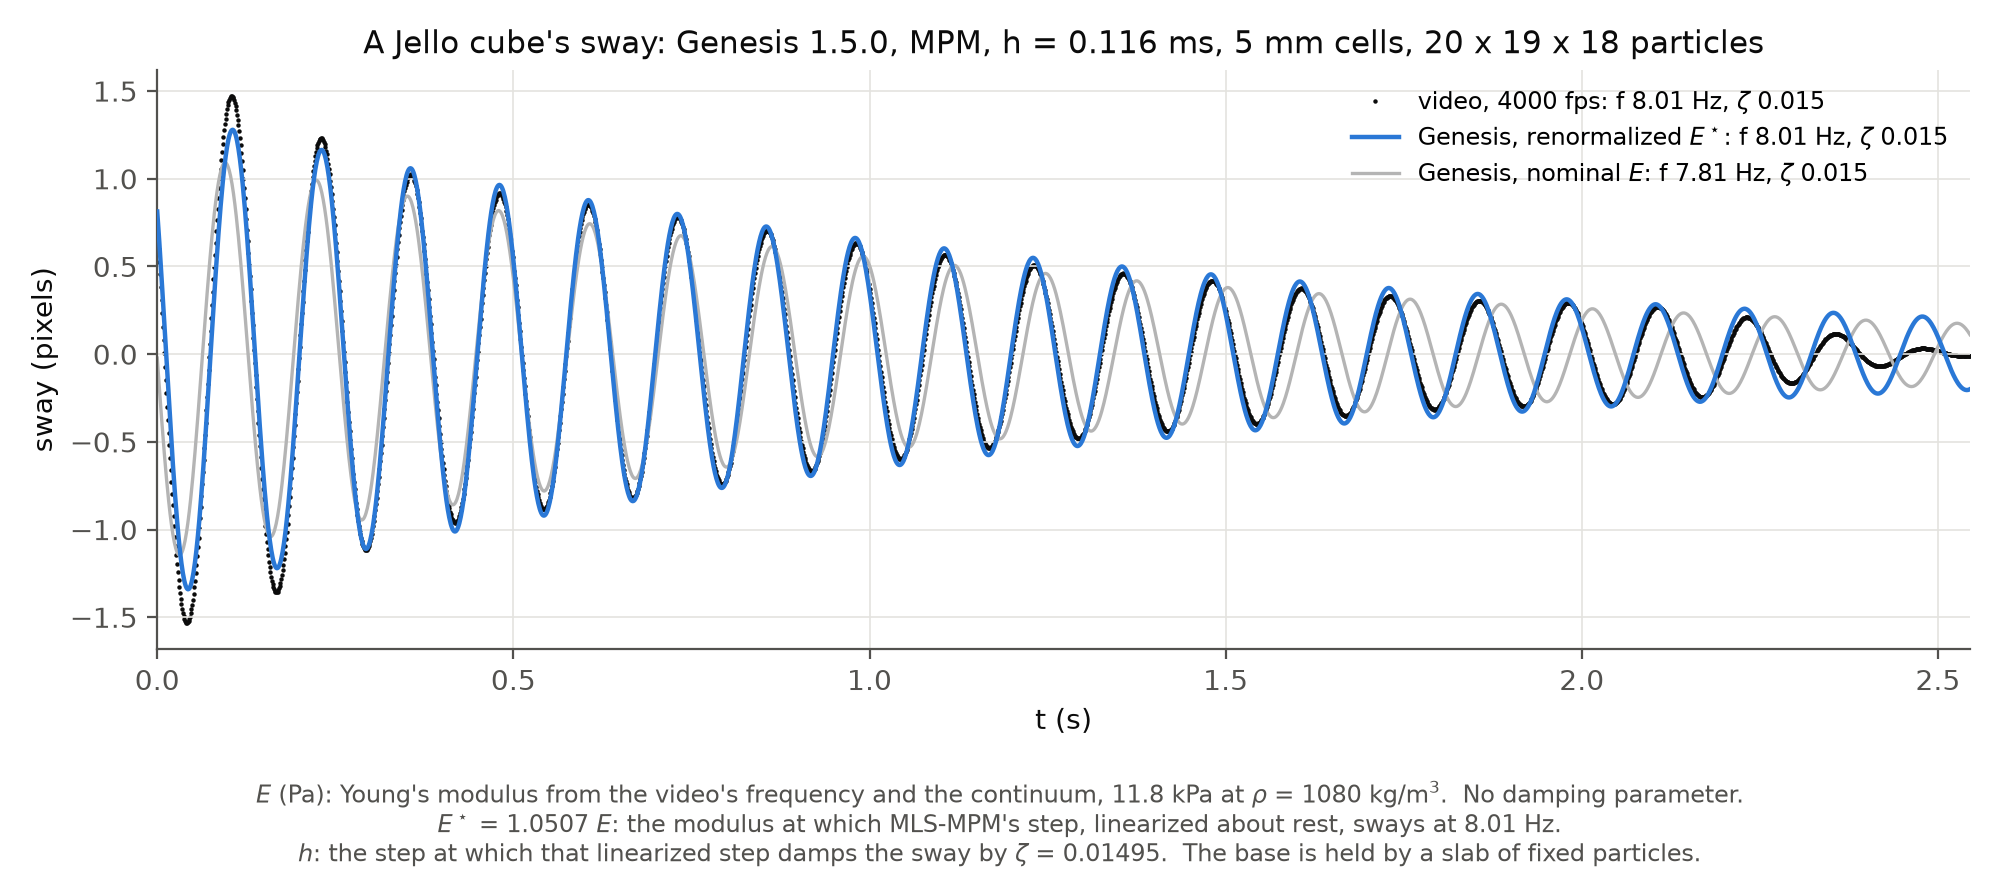 A Jello cube's sway: Genesis 1.5.0, MPM, h = 0.116 ms, 5 mm cells, 20 x 19 x 18 particles
video, 4000 fps: f 8.01 Hz, ζ 0.015
Genesis, renormalized E⋆: f 8.01 Hz, ζ 0.015
Genesis, nominal E: f 7.81 Hz, ζ 0.015
sway (pixels)
1.5
1.0
0.5
0.0
−0.5
−1.0
−1.5
0.0 0.5 1.0 1.5 2.0 2.5
t (s)
E (Pa): Young's modulus from the video's frequency and the continuum, 11.8 kPa at ρ = 1080 kg/m³. No damping parameter.
E⋆ = 1.0507 E: the modulus at which MLS-MPM's step, linearized about rest, sways at 8.01 Hz.
h: the step at which that linearized step damps the sway by ζ = 0.01495. The base is held by a slab of fixed particles.